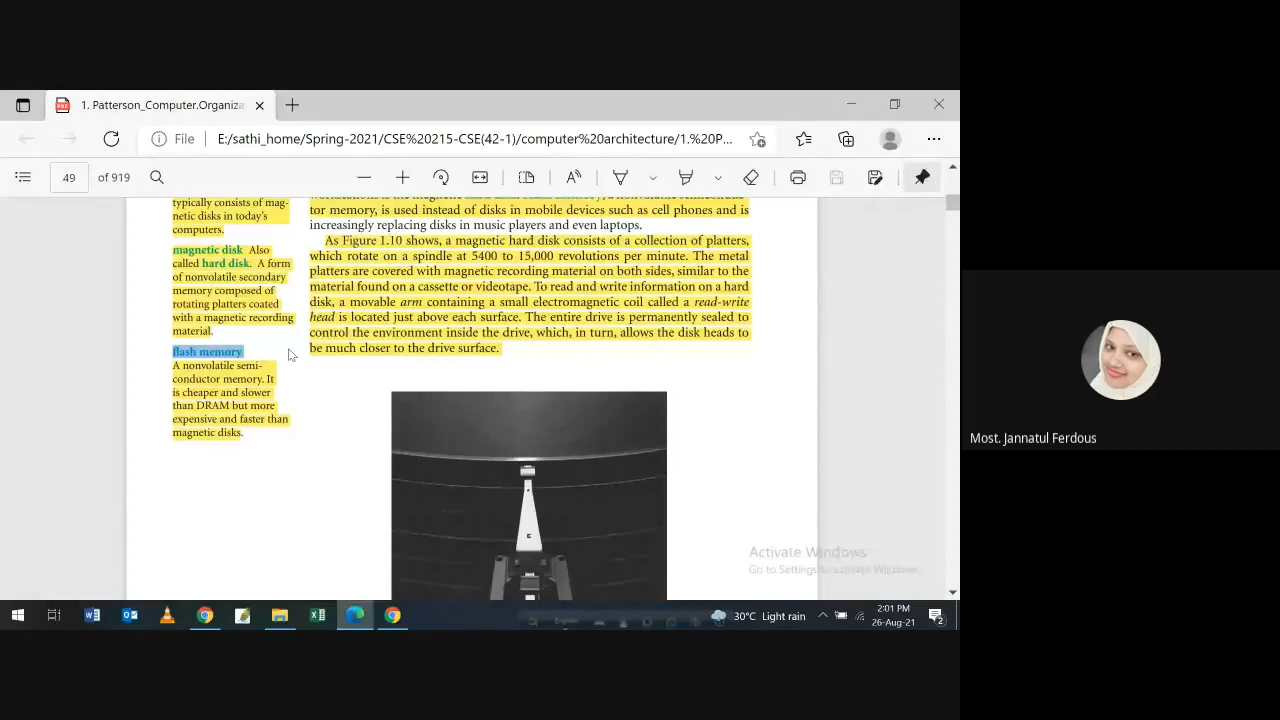 1. Patterson_Computer.Organiza
File
E:/sathi_home/Spring-2021/CSE%20215-CSE(42-1)/computer%20architecture/1.%20P...
49 of 919
typically consists of mag-
netic disks in today's
computers.
magnetic disk Also
called hard disk. A form
of nonvolatile secondary
memory composed of
rotating platters coated
with a magnetic recording
material.
flash memory
A nonvolatile semi-
conductor memory. It
is cheaper and slower
than DRAM but more
expensive and faster than
magnetic disks.
tor memory, is used instead of disks in mobile devices such as cell phones and is
increasingly replacing disks in music players and even laptops.
As Figure 1.10 shows, a magnetic hard disk consists of a collection of platters,
which rotate on a spindle at 5400 to 15,000 revolutions per minute. The metal
platters are covered with magnetic recording material on both sides, similar to the
material found on a cassette or videotape. To read and write information on a hard
disk, a movable arm containing a small electromagnetic coil called a read-write
head is located just above each surface. The entire drive is permanently sealed to
control the environment inside the drive, which, in turn, allows the disk heads to
be much closer to the drive surface.
Activate Windows
Go to Settings to activate Windows.
30°C Light rain
2:01 PM
26-Aug-21
2
Most. Jannatul Ferdous